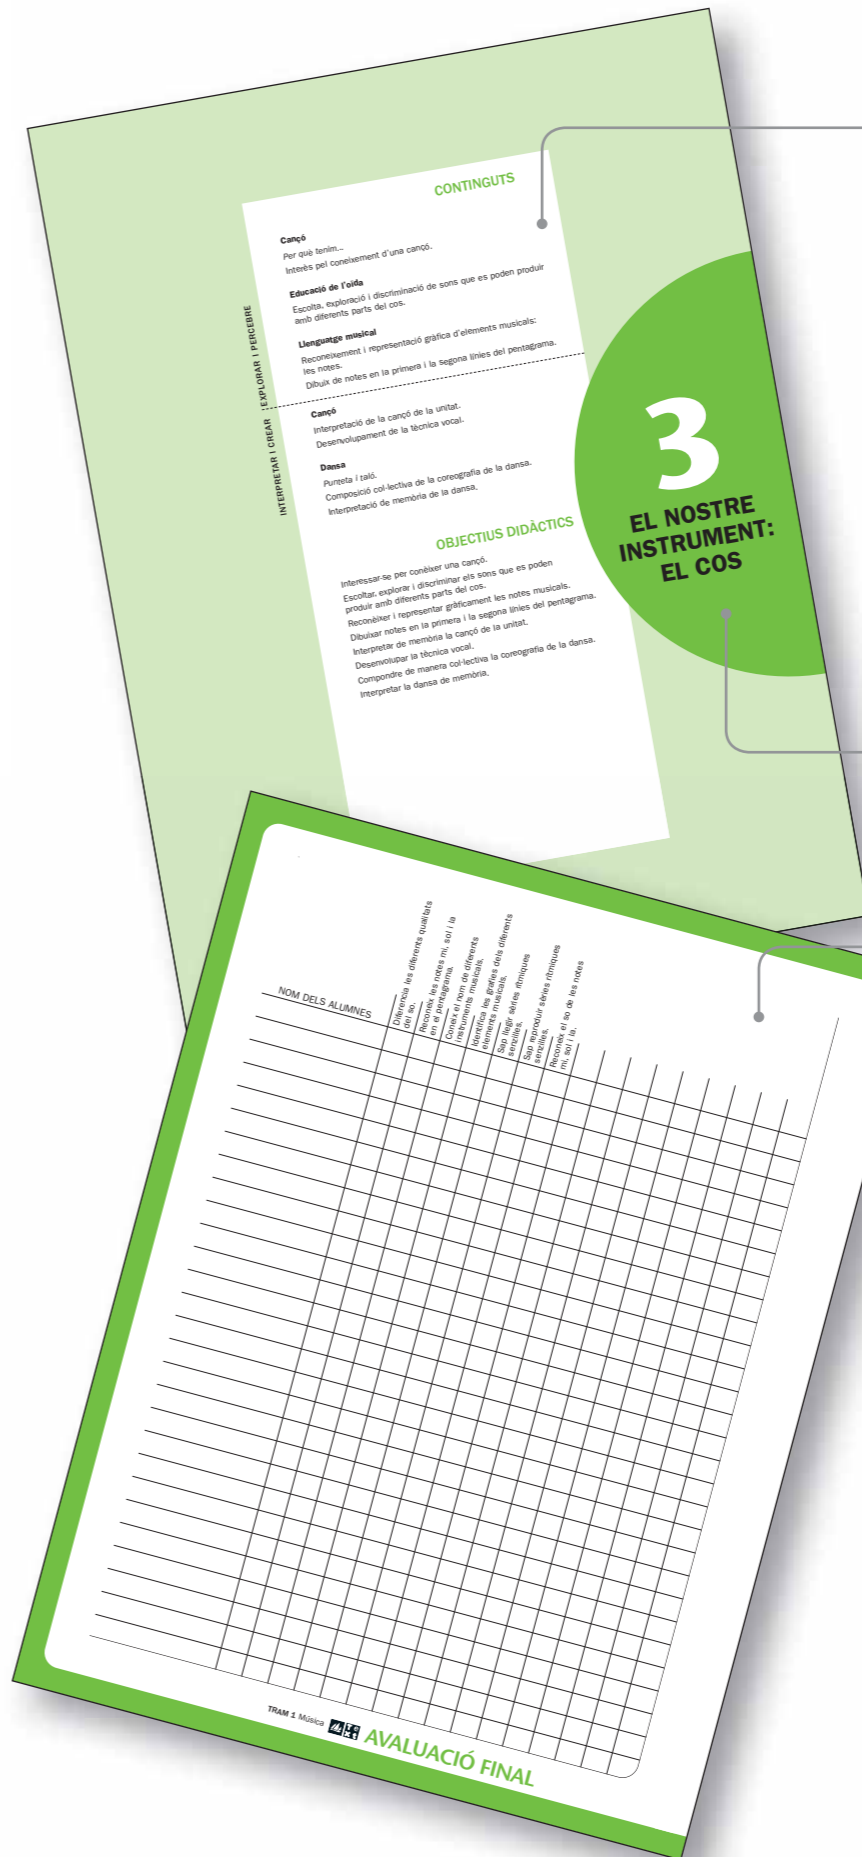 CONTINGUTS
Cançó
Per què tenim...
Interès pel coneixement d'una cançó.
Educació de l'oïda
Escolta, exploració i discriminació de sons que es poden produir
amb diferents parts del cos.
Llenguatge musical
Reconeixement i representació gràfica d'elements musicals:
les notes.
Dibuix de notes en la primera i la segona línies del pentagrama.
EXPLORAR I PERCEBRE
Cançó
Interpretació de la cançó de la unitat.
Desenvolupament de la tècnica vocal.
Dansa
Punteta i taló.
Composició col·lectiva de la coreografia de la dansa.
Interpretació de memòria de la dansa.
INTERPRETAR I CREAR
OBJECTIUS DIDÀCTICS
Interessar-se per conèixer una cançó.
Escoltar, explorar i discriminar els sons que es poden
produir amb diferents parts del cos.
Reconèixer i representar gràficament les notes musicals.
Dibuixar notes en la primera i la segona línies del pentagrama.
Interpretar de memòria la cançó de la unitat.
Desenvolupar la tècnica vocal.
Compondre de manera col·lectiva la coreografia de la dansa.
Interpretar la dansa de memòria.
3
EL NOSTRE
INSTRUMENT:
EL COS
NOM DELS ALUMNES
Diferencia les diferents qualitats
del so.
Reconeix les notes mi, sol i la
en el pentagrama.
Coneix el nom de diferents
instruments musicals.
Identifica les grafies dels diferents
elements musicals.
Sap llegir sèries rítmiques
senzilles.
Sap reproduir sèries rítmiques
senzilles.
Reconeix el so de les notes
mi, sol i la.
TRAM 1 Música
the Text
AVALUACIÓ FINAL